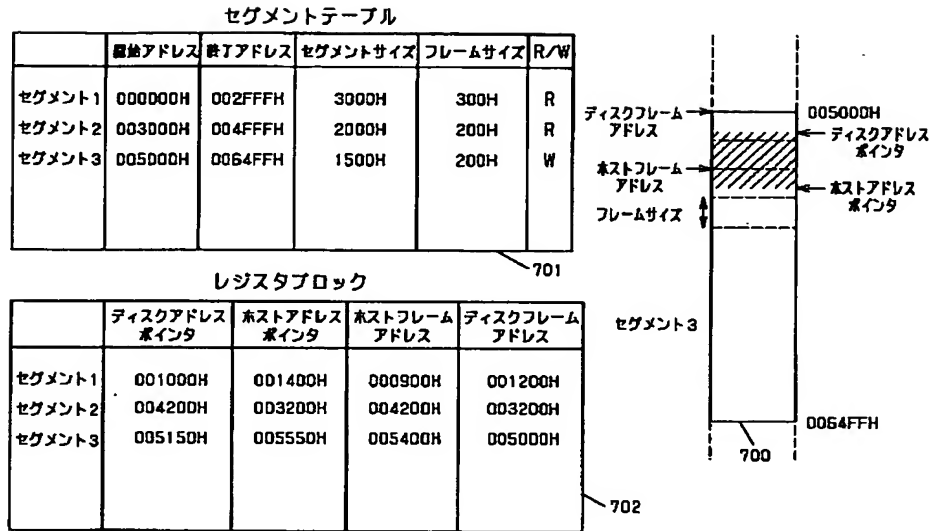 セグメントテーブル
開始アドレス 終了アドレス セグメントサイズ フレームサイズ R/W
セグメント1 000000H 002FFFH 3000H 300H R
セグメント2 003000H 004FFFH 2000H 200H R
セグメント3 005000H 0064FFH 1500H 200H W
701
レジスタブロック
ディスクアドレス ホストアドレス ホストフレーム ディスクフレーム
ポインタ ポインタ アドレス アドレス
セグメント1 001000H 001400H 000900H 001200H
セグメント2 004200H 003200H 004200H 003200H
セグメント3 005150H 005550H 005400H 005000H
702
ディスクフレーム
アドレス
005000H
ディスクアドレス
ポインタ
ホストフレーム
アドレス
ホストアドレス
ポインタ
フレームサイズ
セグメント3
0064FFH
700